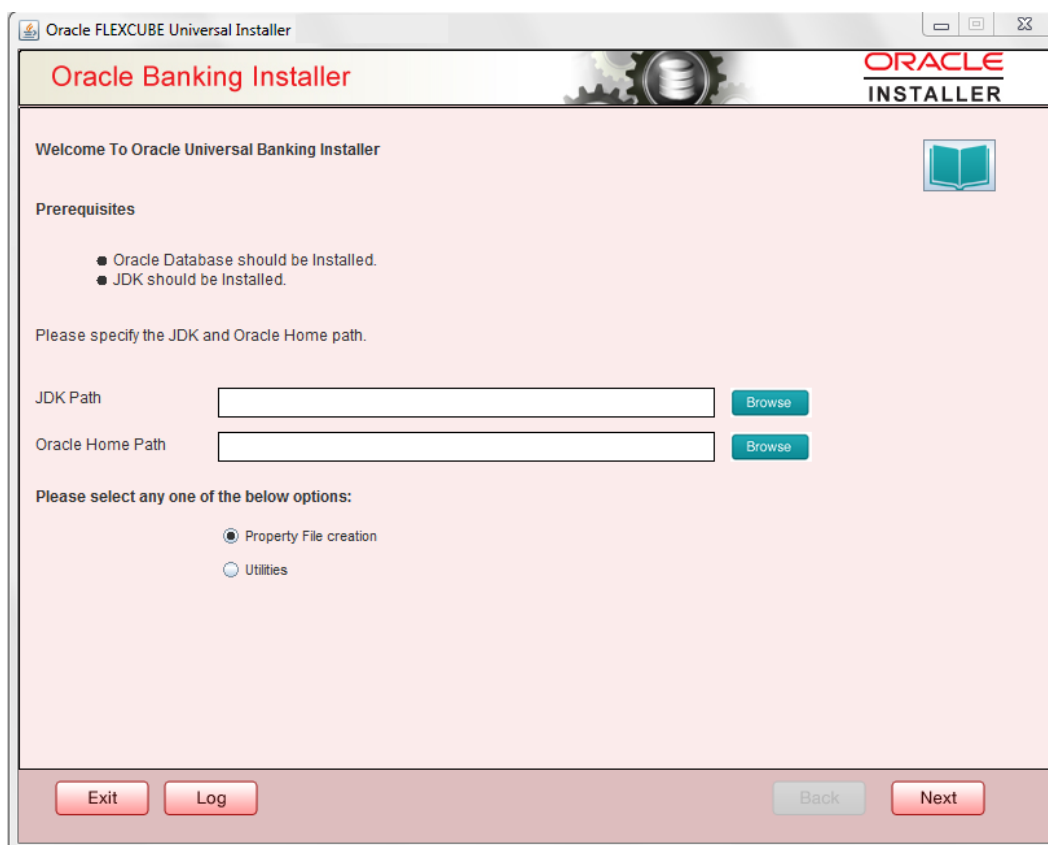 Oracle FLEXCUBE Universal Installer
Oracle Banking Installer
ORACLE
INSTALLER
Welcome To Oracle Universal Banking Installer
Prerequisites
Oracle Database should be Installed.
JDK should be Installed.
Please specify the JDK and Oracle Home path.
JDK Path
Browse
Oracle Home Path
Browse
Please select any one of the below options:
Property File creation
Utilities
Exit
Log
Back
Next